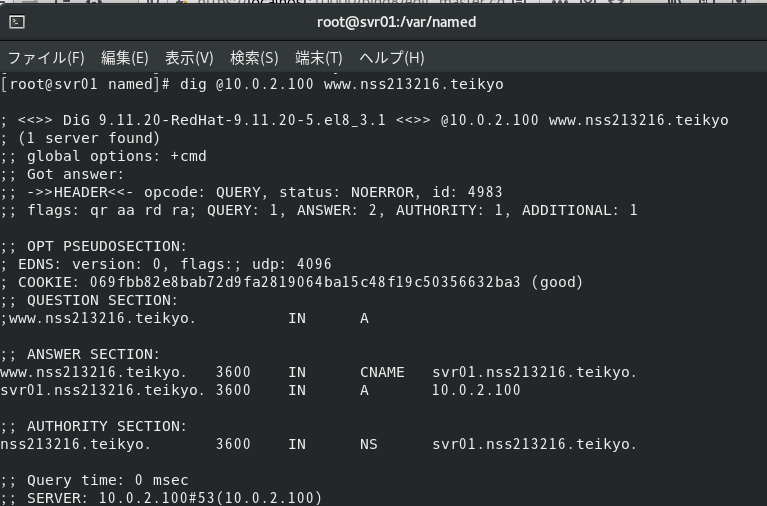 https://localhost:10000/bind8/edit_master.cg
root@svr01:/var/named
ファイル(F) 編集(E) 表示(V) 検索(S) 端末(T) ヘルプ(H)
[root@svr01 named]# dig @10.0.2.100 www.nss213216.teikyo

; <<>> DiG 9.11.20-RedHat-9.11.20-5.el8_3.1 <<>> @10.0.2.100 www.nss213216.teikyo
; (1 server found)
;; global options: +cmd
;; Got answer:
;; ->>HEADER<<- opcode: QUERY, status: NOERROR, id: 4983
;; flags: qr aa rd ra; QUERY: 1, ANSWER: 2, AUTHORITY: 1, ADDITIONAL: 1

;; OPT PSEUDOSECTION:
; EDNS: version: 0, flags:; udp: 4096
; COOKIE: 069fbb82e8bab72d9fa2819064ba15c48f19c50356632ba3 (good)
;; QUESTION SECTION:
;www.nss213216.teikyo. IN A

;; ANSWER SECTION:
www.nss213216.teikyo. 3600 IN CNAME svr01.nss213216.teikyo.
svr01.nss213216.teikyo. 3600 IN A 10.0.2.100

;; AUTHORITY SECTION:
nss213216.teikyo. 3600 IN NS svr01.nss213216.teikyo.

;; Query time: 0 msec
;; SERVER: 10.0.2.100#53(10.0.2.100)